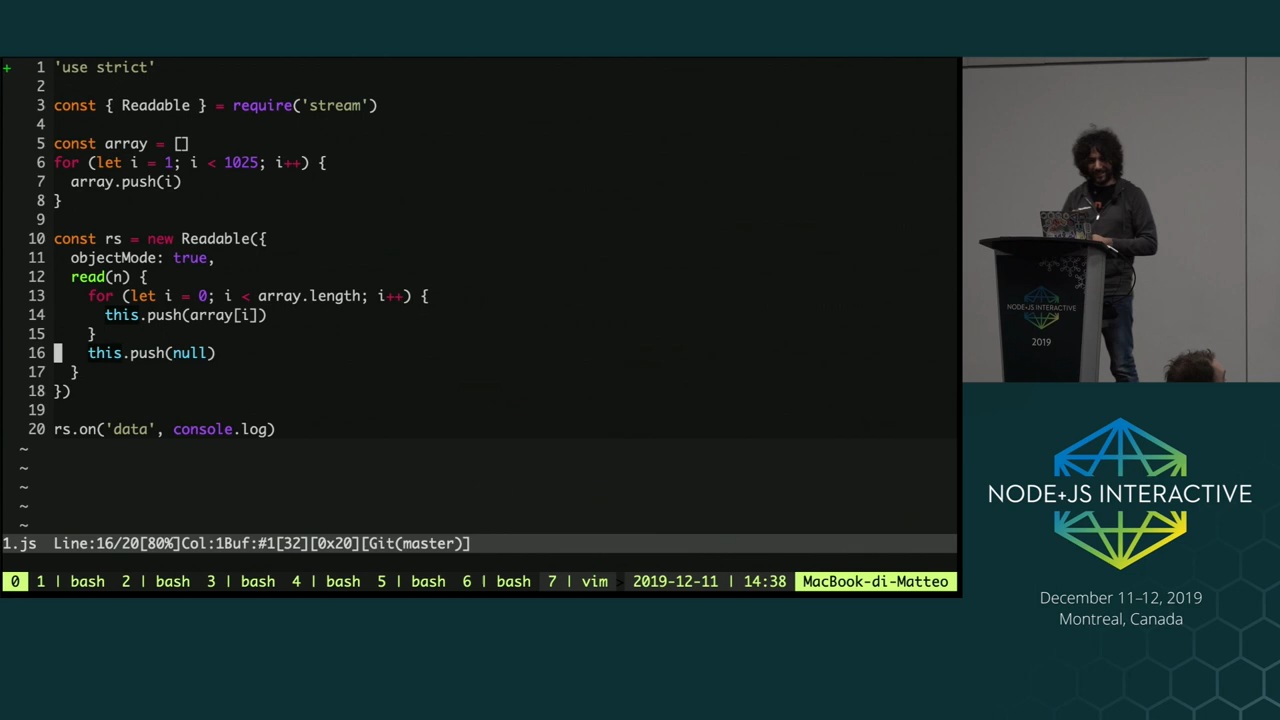 + 1 'use strict'
2
3 const { Readable } = require('stream')
4
5 const array = []
6 for (let i = 1; i < 1025; i++) {
7 array.push(i)
8 }
9
10 const rs = new Readable({
11 objectMode: true,
12 read(n) {
13 for (let i = 0; i < array.length; i++) {
14 this.push(array[i])
15 }
16 this.push(null)
17 }
18 })
19
20 rs.on('data', console.log)
~
~
~
~
~
1.js Line:16/20[80%]Col:1Buf:#1[32][0x20][Git(master)]
0 1 | bash 2 | bash 3 | bash 4 | bash 5 | bash 6 | bash 7 | vim > 2019-12-11 | 14:38 MacBook-di-Matteo
NODE+JS INTERACTIVE
2019
NODE+JS INTERACTIVE
December 11–12, 2019
Montreal, Canada